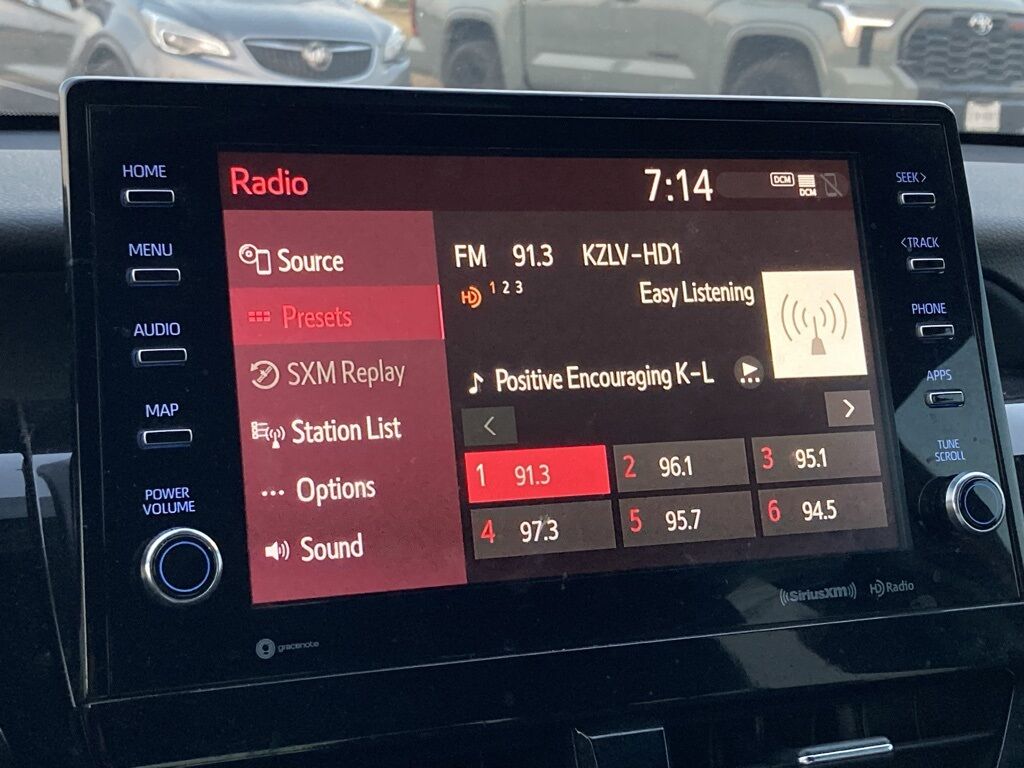 HOME
MENU
AUDIO
MAP
POWER
VOLUME
Radio
7:14
DCM
DCM
Source
Presets
SXM Replay
Station List
Options
Sound
FM 91.3 KZLV-HD1
HD 1 2 3
Easy Listening
Positive Encouraging K-L
1 91.3
2 96.1
3 95.1
4 97.3
5 95.7
6 94.5
SEEK>
<TRACK
PHONE
APPS
TUNE
SCROLL
((SiriusXM))
HD Radio
g gracenote